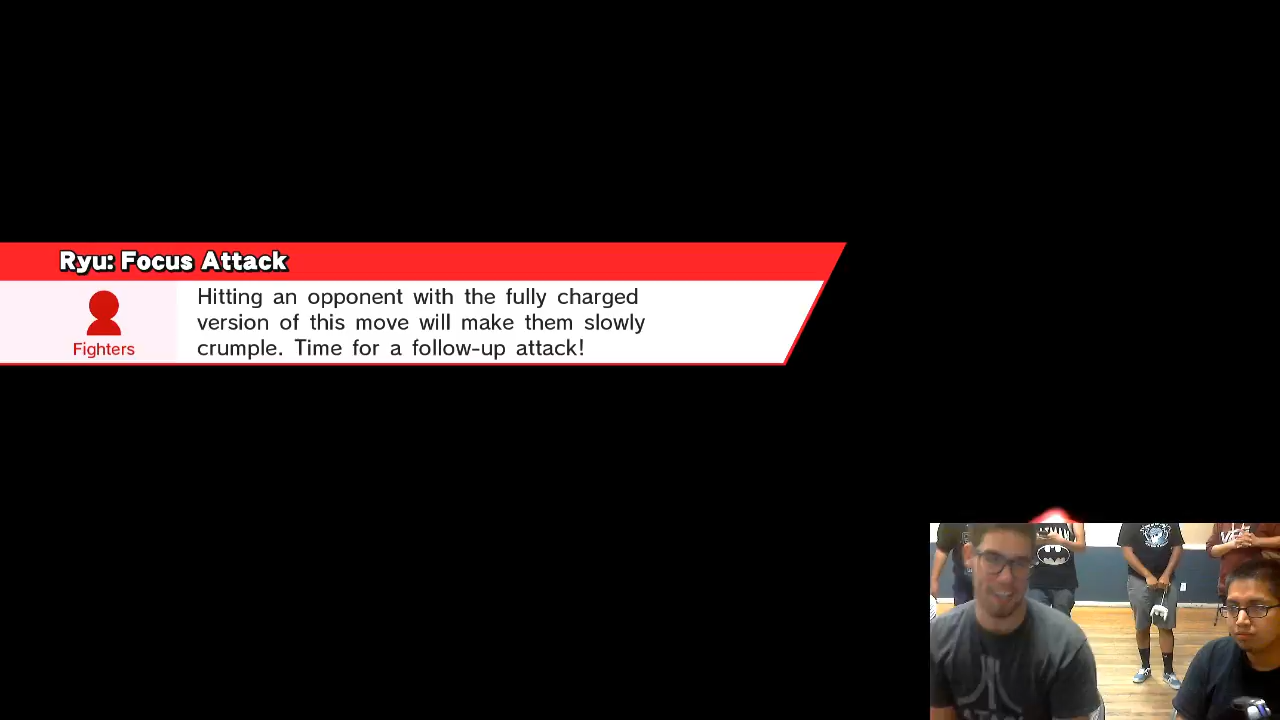 Ryu: Focus Attack
Hitting an opponent with the fully charged
version of this move will make them slowly
crumple. Time for a follow-up attack!
Fighters